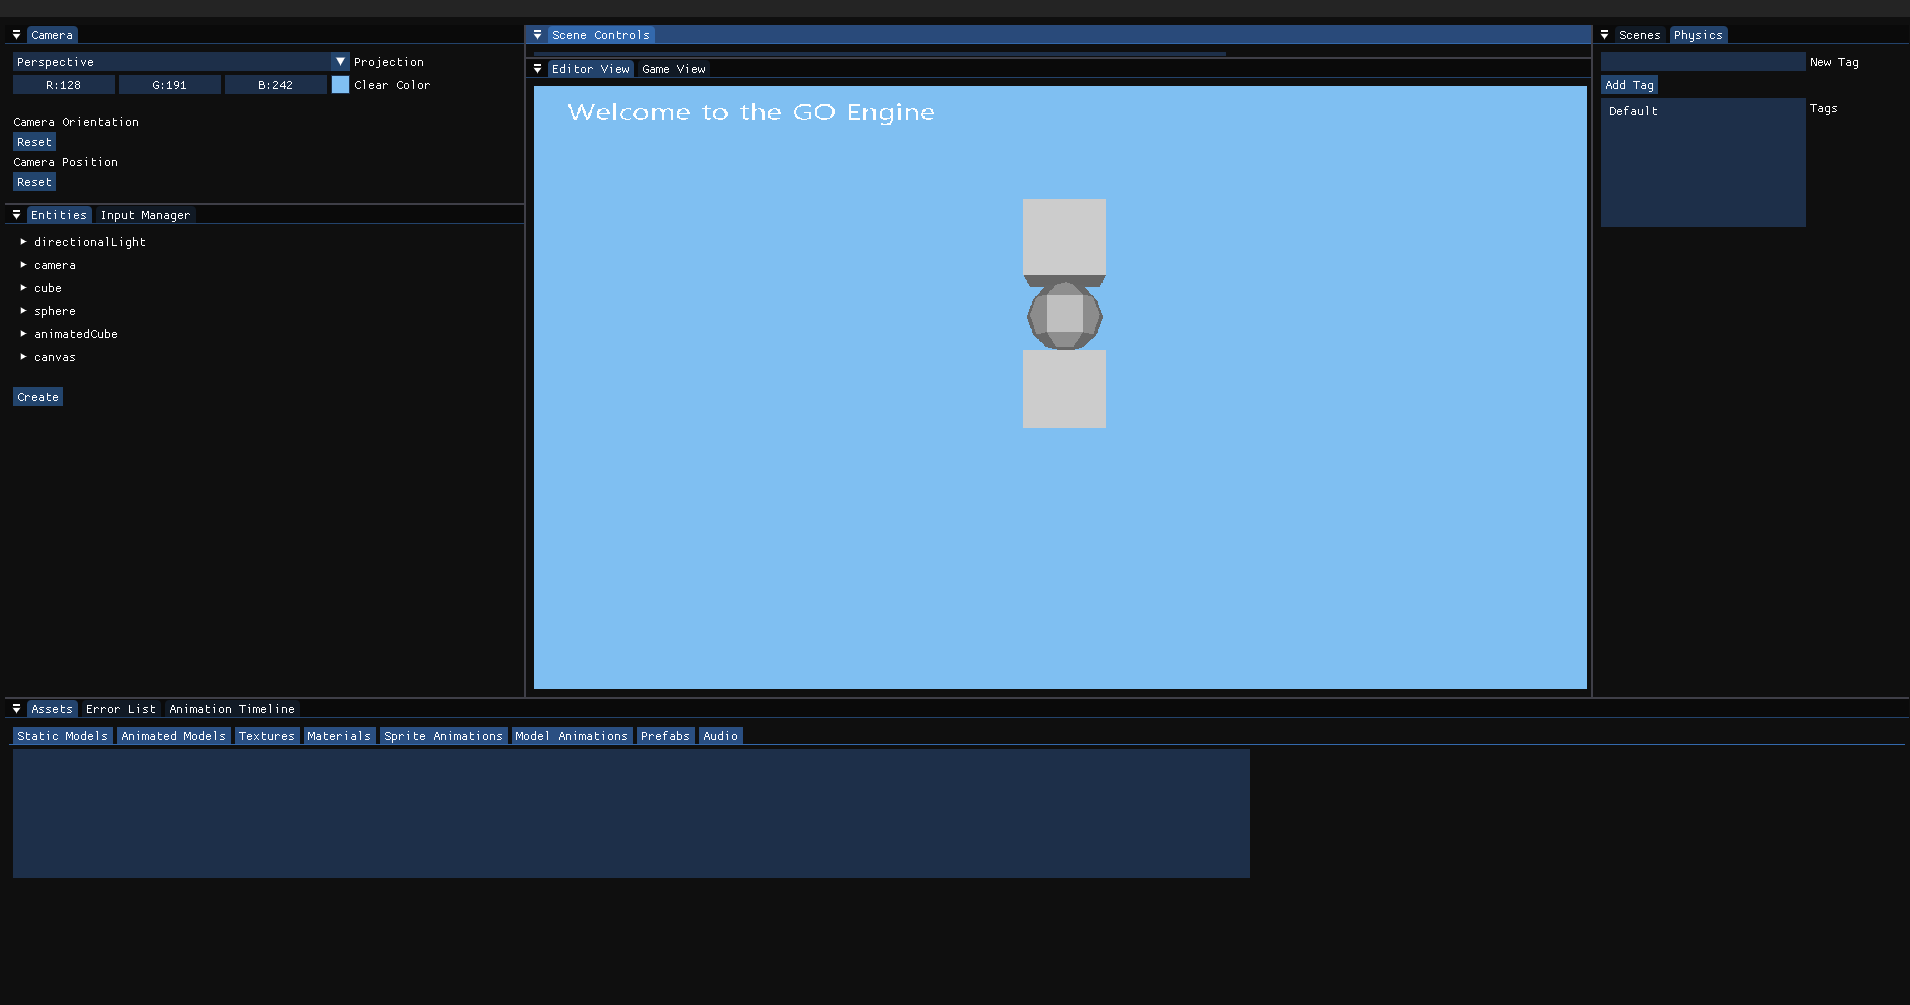 Camera
Perspective Projection
R:128 G:191 B:242 Clear Color
Camera Orientation
Reset
Camera Position
Reset
Entities Input Manager
directionalLight
camera
cube
sphere
animatedCube
canvas
Create
Scene Controls
Editor View Game View
Welcome to the GO Engine
Scenes Physics
New Tag
Add Tag
Default Tags
Assets Error List Animation Timeline
Static Models Animated Models Textures Materials Sprite Animations Model Animations Prefabs Audio